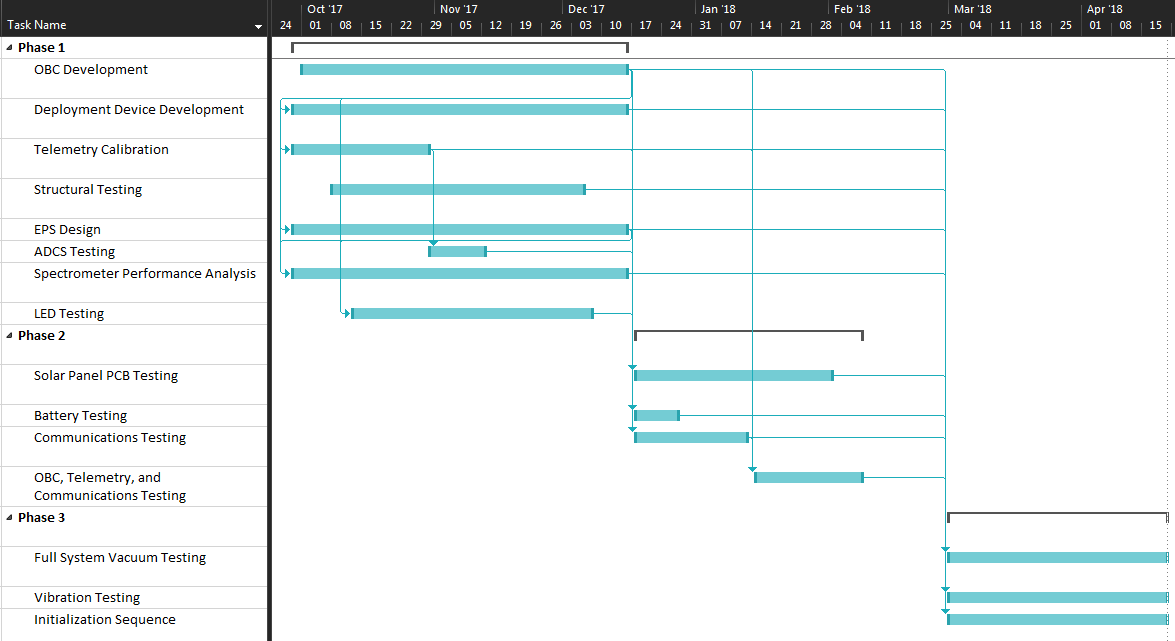 Oct '17 Nov '17 Dec '17 Jan '18 Feb '18 Mar '18 Apr '18
Task Name 24 01 08 15 22 29 05 12 19 26 03 10 17 24 31 07 14 21 28 04 11 18 25 04 11 18 25 01 08 15
Phase 1
OBC Development
Deployment Device Development
Telemetry Calibration
Structural Testing
EPS Design
ADCS Testing
Spectrometer Performance Analysis
LED Testing
Phase 2
Solar Panel PCB Testing
Battery Testing
Communications Testing
OBC, Telemetry, and
Communications Testing
Phase 3
Full System Vacuum Testing
Vibration Testing
Initialization Sequence